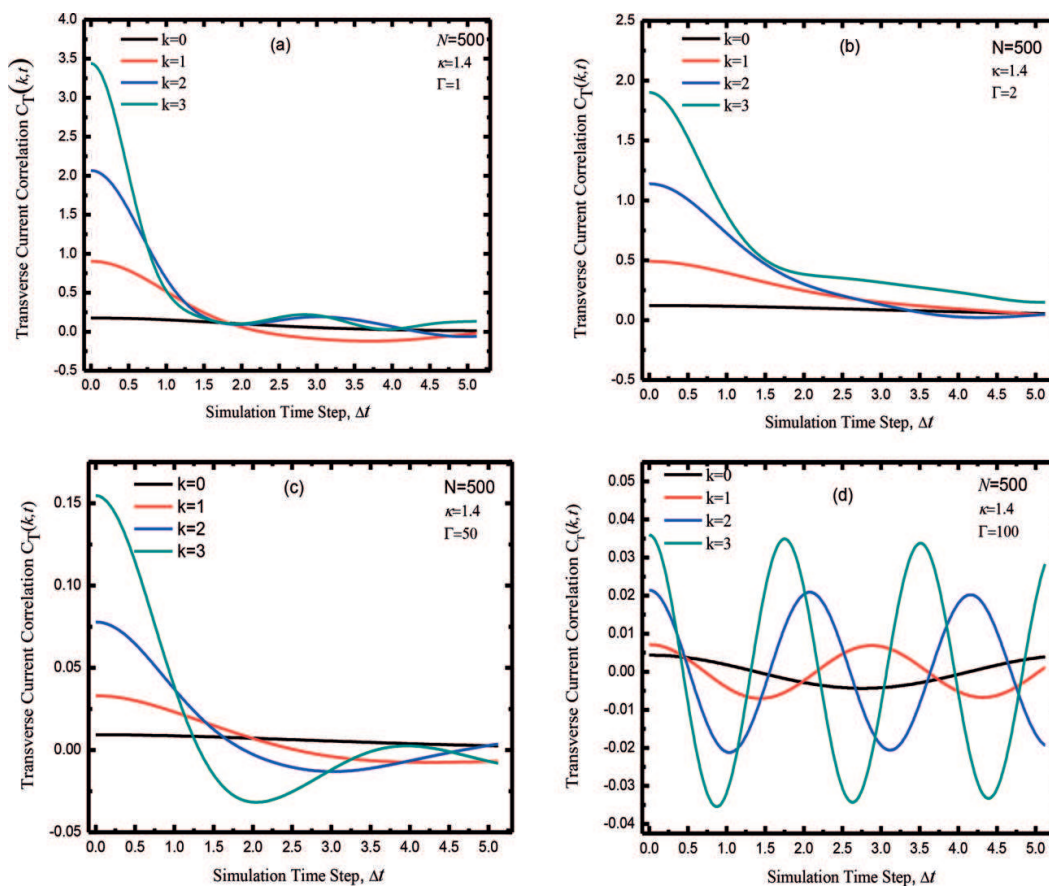 Transverse Current Correlation C_T(k,t)
4.0
3.5
3.0
2.5
2.0
1.5
1.0
0.5
0.0
-0.5
k=0
k=1
k=2
k=3
(a)
N=500
κ=1.4
Γ=1
0.0 0.5 1.0 1.5 2.0 2.5 3.0 3.5 4.0 4.5 5.0
Simulation Time Step, Δt
Transverse Current Correlation C_T(k,t)
2.5
2.0
1.5
1.0
0.5
0.0
-0.5
k=0
k=1
k=2
k=3
(b)
N=500
κ=1.4
Γ=2
0.0 0.5 1.0 1.5 2.0 2.5 3.0 3.5 4.0 4.5 5.0
Simulation Time Step, Δt
Transverse Current Correlation C_T(k,t)
0.15
0.10
0.05
0.00
-0.05
k=0
k=1
k=2
k=3
(c)
N=500
κ=1.4
Γ=50
0.0 0.5 1.0 1.5 2.0 2.5 3.0 3.5 4.0 4.5 5.0
Simulation Time Step, Δt
Transverse Current Correlation C_T(k,t)
0.05
0.04
0.03
0.02
0.01
0.00
-0.01
-0.02
-0.03
-0.04
k=0
k=1
k=2
k=3
(d)
N=500
κ=1.4
Γ=100
0.0 0.5 1.0 1.5 2.0 2.5 3.0 3.5 4.0 4.5 5.0
Simulation Time Step, Δt